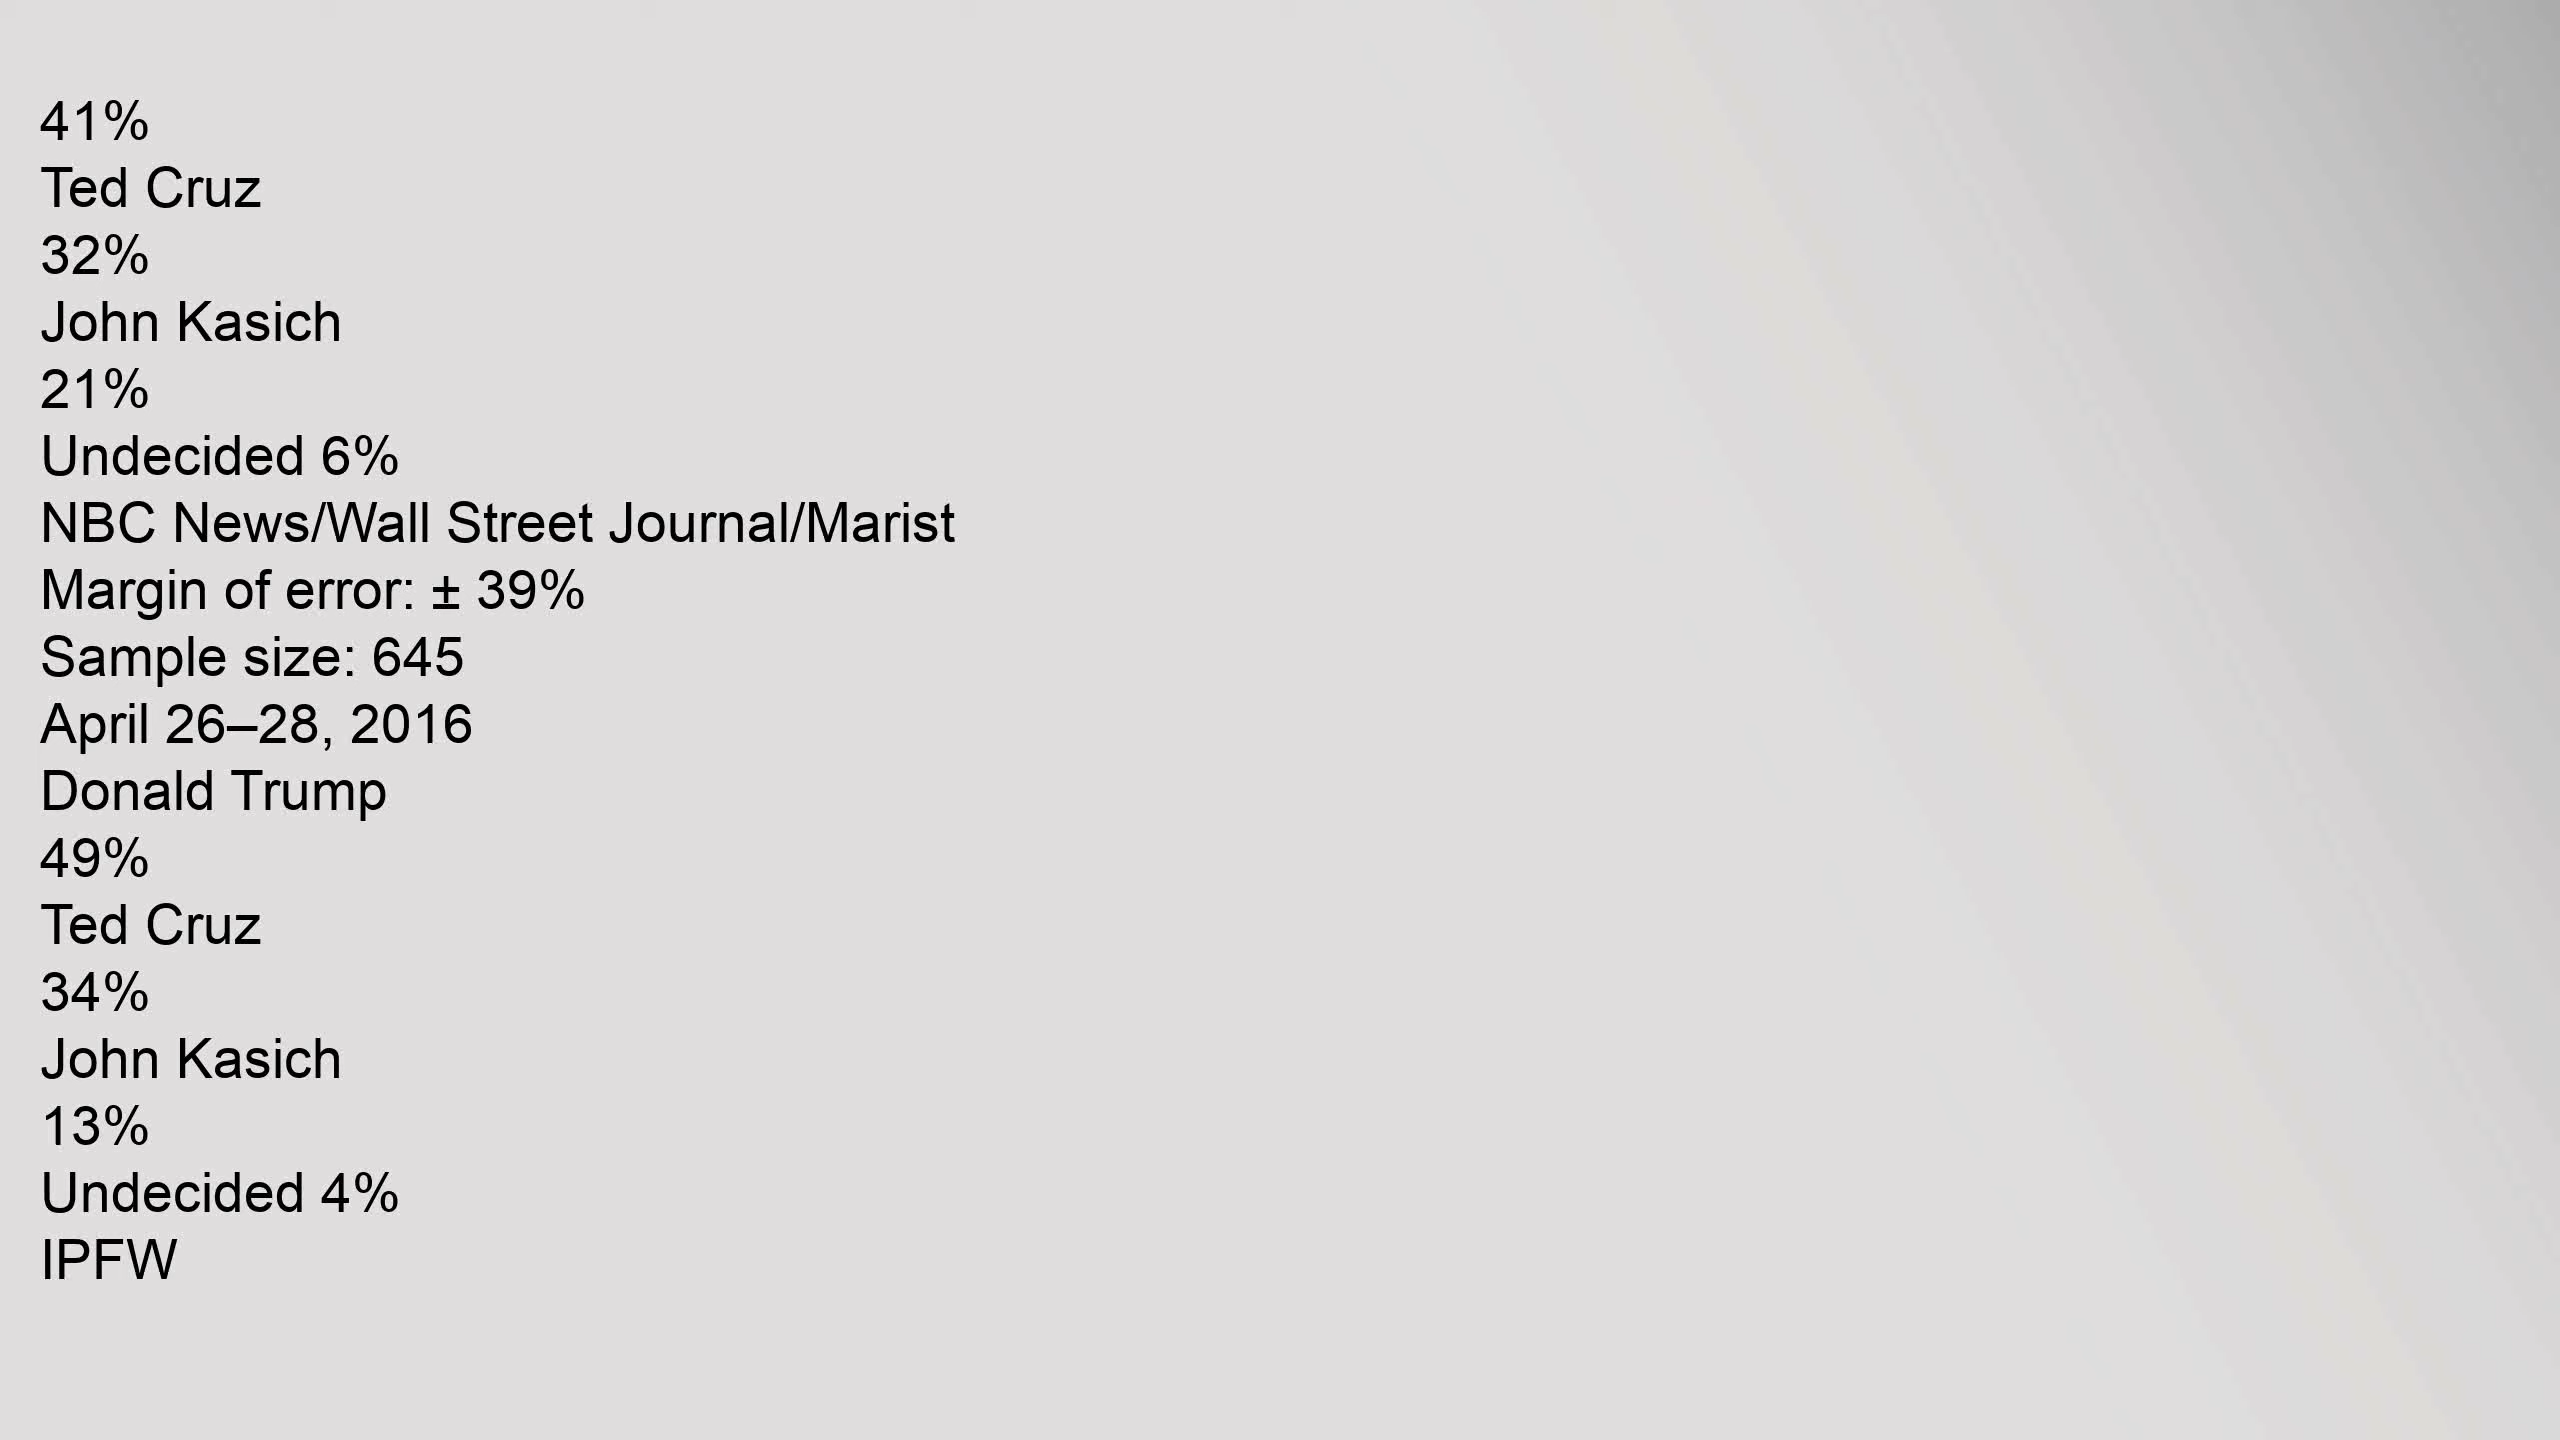 41%
Ted Cruz
32%
John Kasich
21%
Undecided 6%
NBC News/Wall Street Journal/Marist
Margin of error: ± 39%
Sample size: 645
April 26–28, 2016
Donald Trump
49%
Ted Cruz
34%
John Kasich
13%
Undecided 4%
IPFW